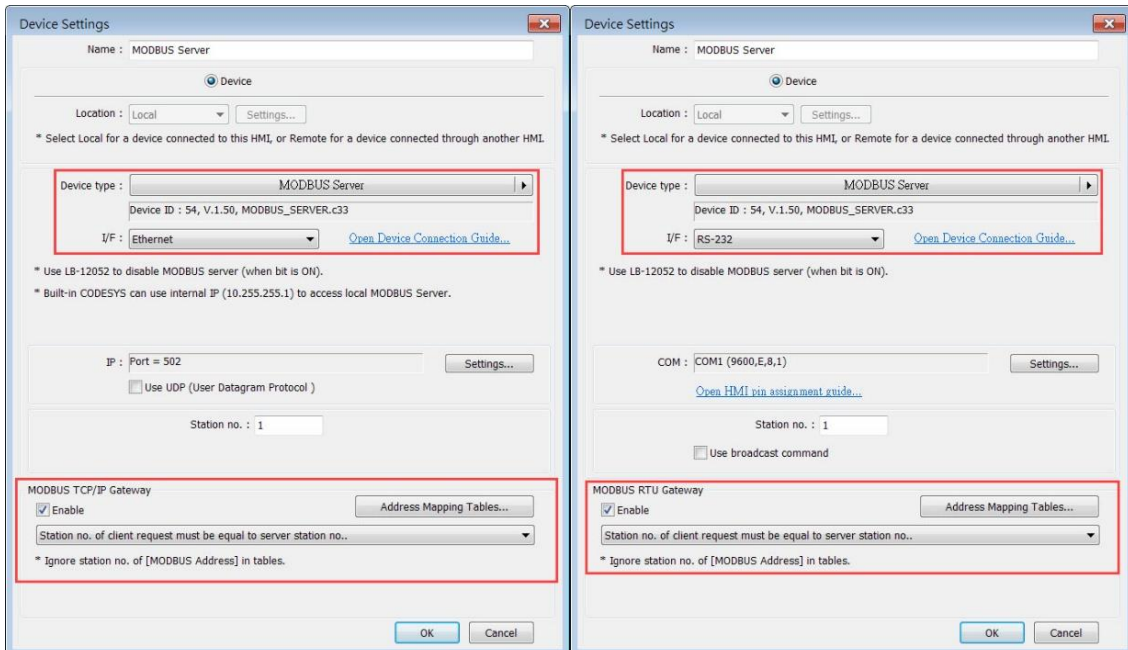 Device Settings
Name : MODBUS Server
Device
Location : Local Settings...
* Select Local for a device connected to this HMI, or Remote for a device connected through another HMI.
Device type : MODBUS Server
Device ID : 54, V.1.50, MODBUS_SERVER.c33
I/F : Ethernet Open Device Connection Guide...
* Use LB-12052 to disable MODBUS server (when bit is ON).
* Built-in CODESYS can use internal IP (10.255.255.1) to access local MODBUS Server.
IP : Port = 502 Settings...
Use UDP (User Datagram Protocol )
Station no. : 1
MODBUS TCP/IP Gateway
Enable Address Mapping Tables...
Station no. of client request must be equal to server station no..
* Ignore station no. of [MODBUS Address] in tables.
OK Cancel
Device Settings
Name : MODBUS Server
Device
Location : Local Settings...
* Select Local for a device connected to this HMI, or Remote for a device connected through another HMI.
Device type : MODBUS Server
Device ID : 54, V.1.50, MODBUS_SERVER.c33
I/F : RS-232 Open Device Connection Guide...
* Use LB-12052 to disable MODBUS server (when bit is ON).
COM : COM1 (9600,E,8,1) Settings...
Open HMI pin assignment guide...
Station no. : 1
Use broadcast command
MODBUS RTU Gateway
Enable Address Mapping Tables...
Station no. of client request must be equal to server station no..
* Ignore station no. of [MODBUS Address] in tables.
OK Cancel